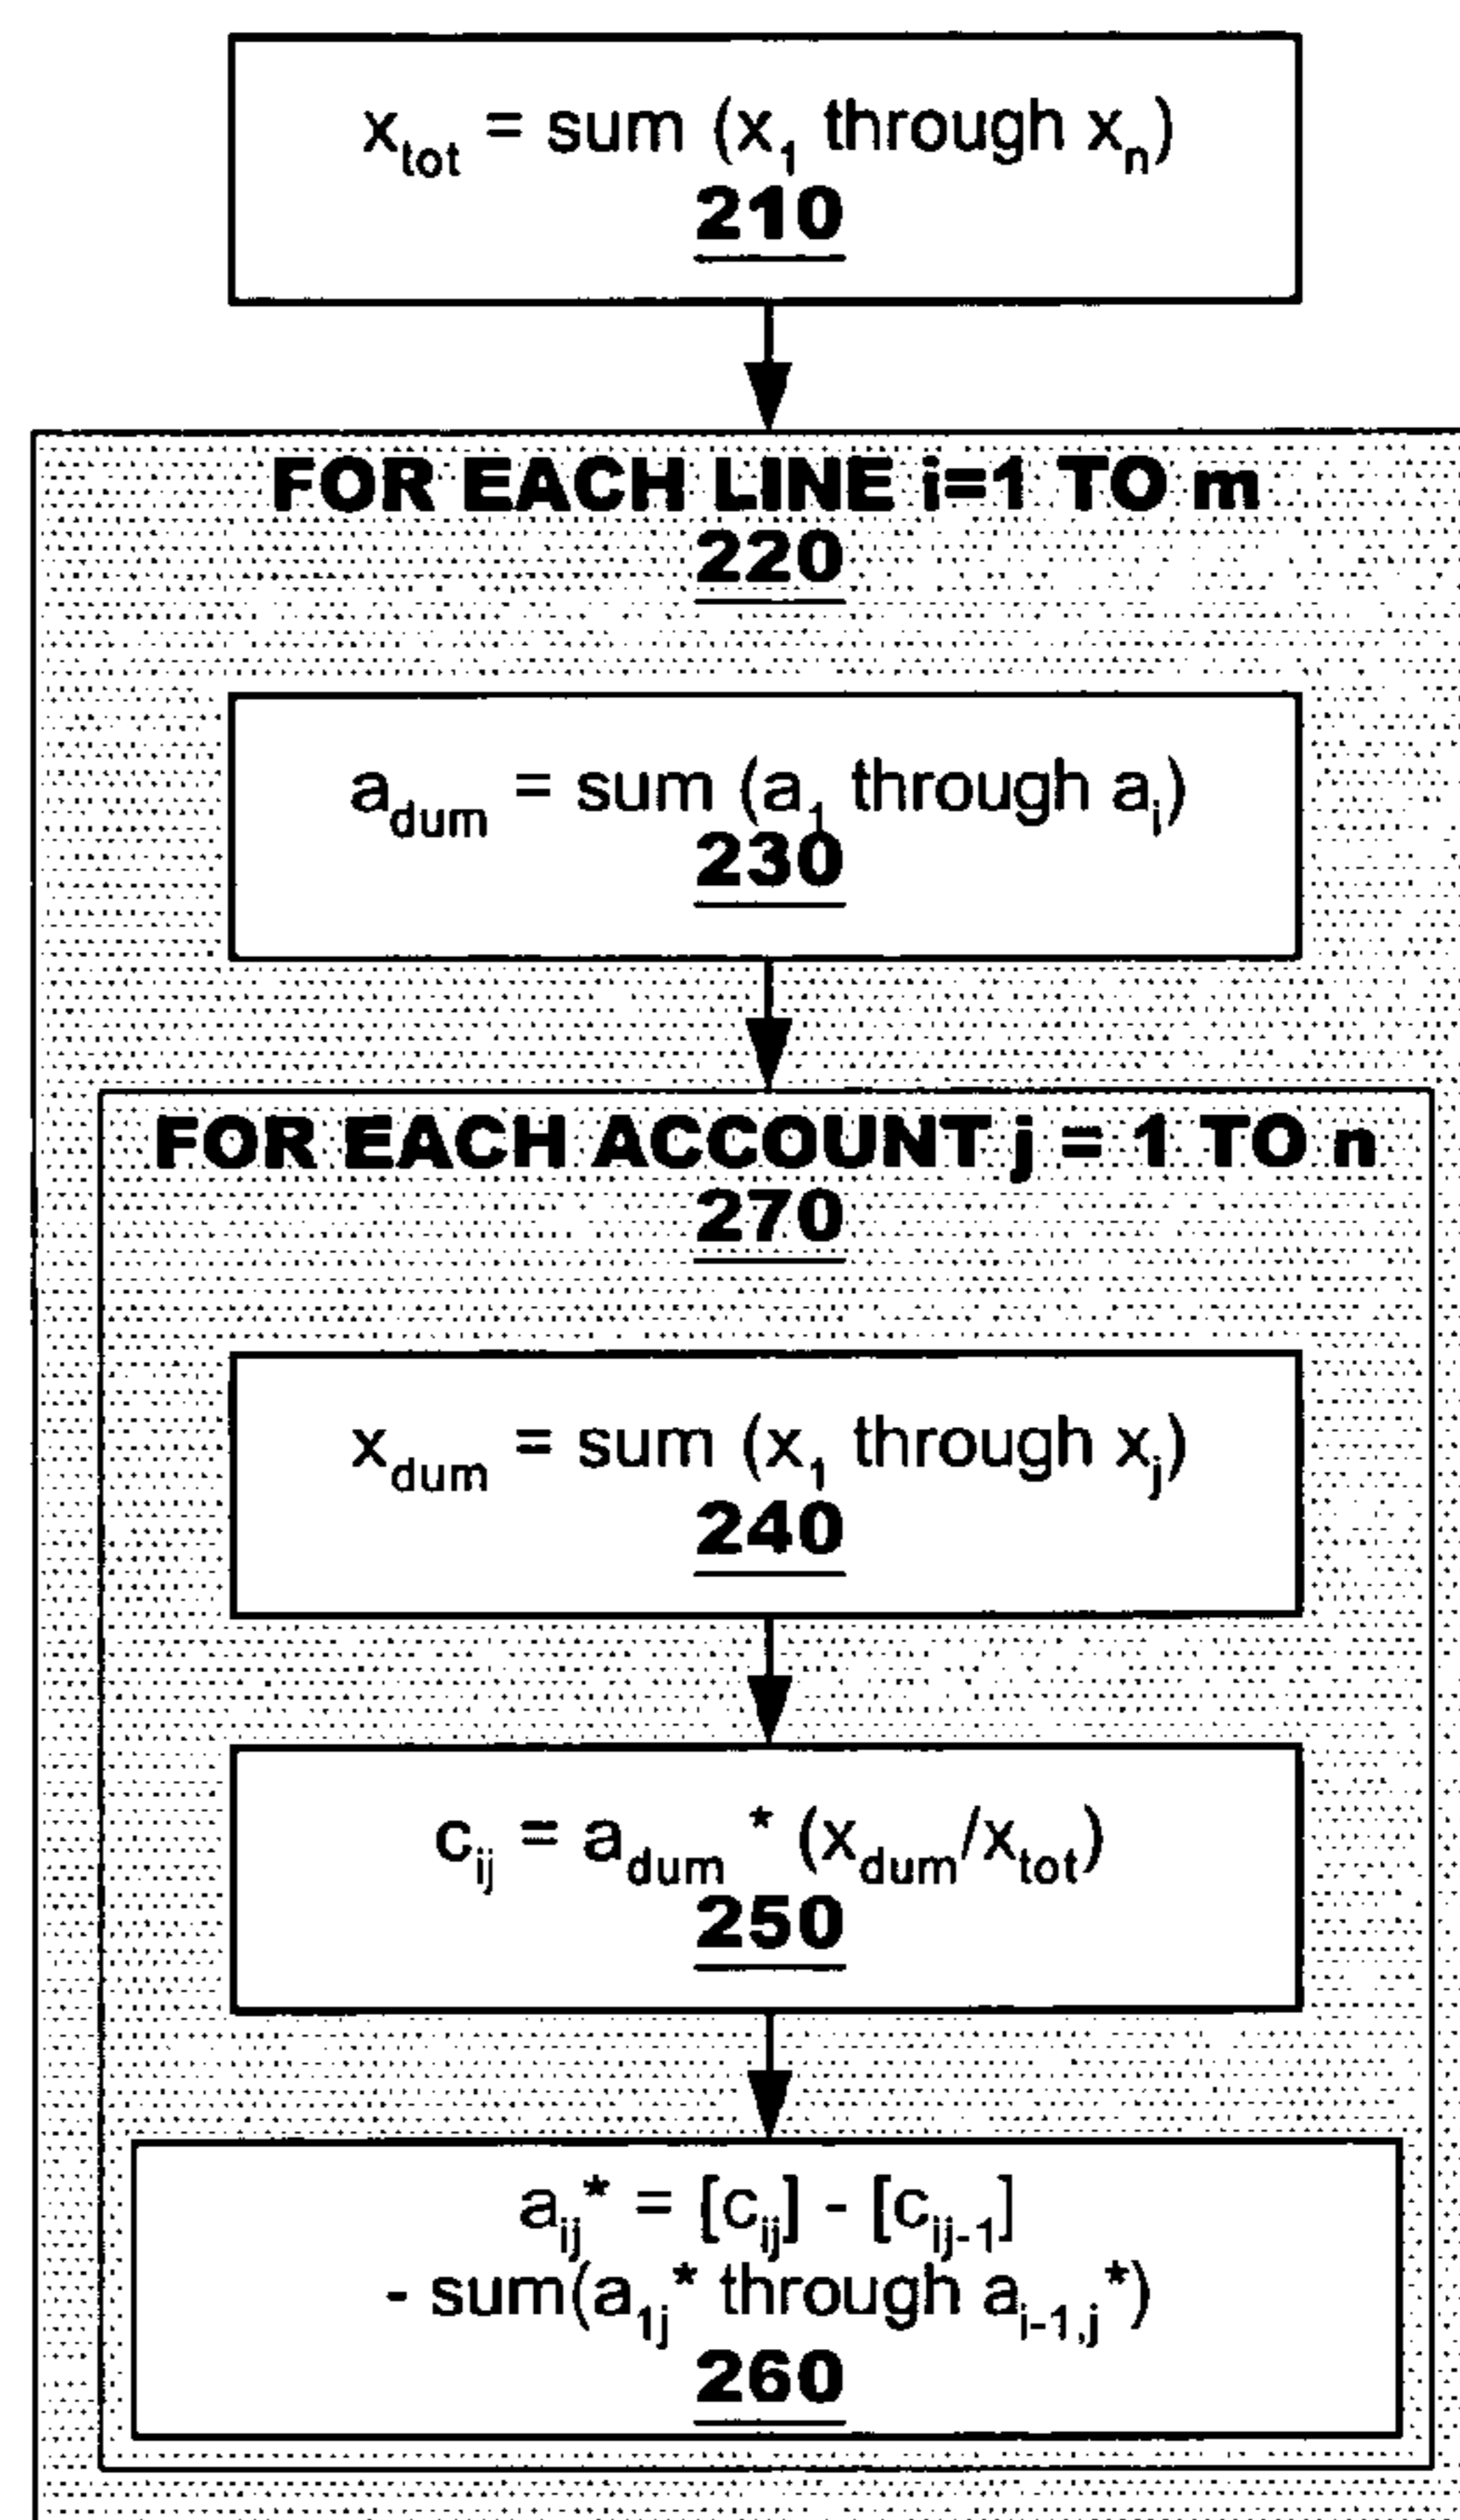 x_tot = sum (x_1 through x_n)
210
FOR EACH LINE i=1 TO m
220
a_dum = sum (a_1 through a_i)
230
FOR EACH ACCOUNT j = 1 TO n
270
x_dum = sum (x_1 through x_j)
240
c_ij = a_dum * (x_dum/x_tot)
250
a_ij* = [c_ij] - [c_ij-1]
- sum(a_1j* through a_i-1,j*)
260